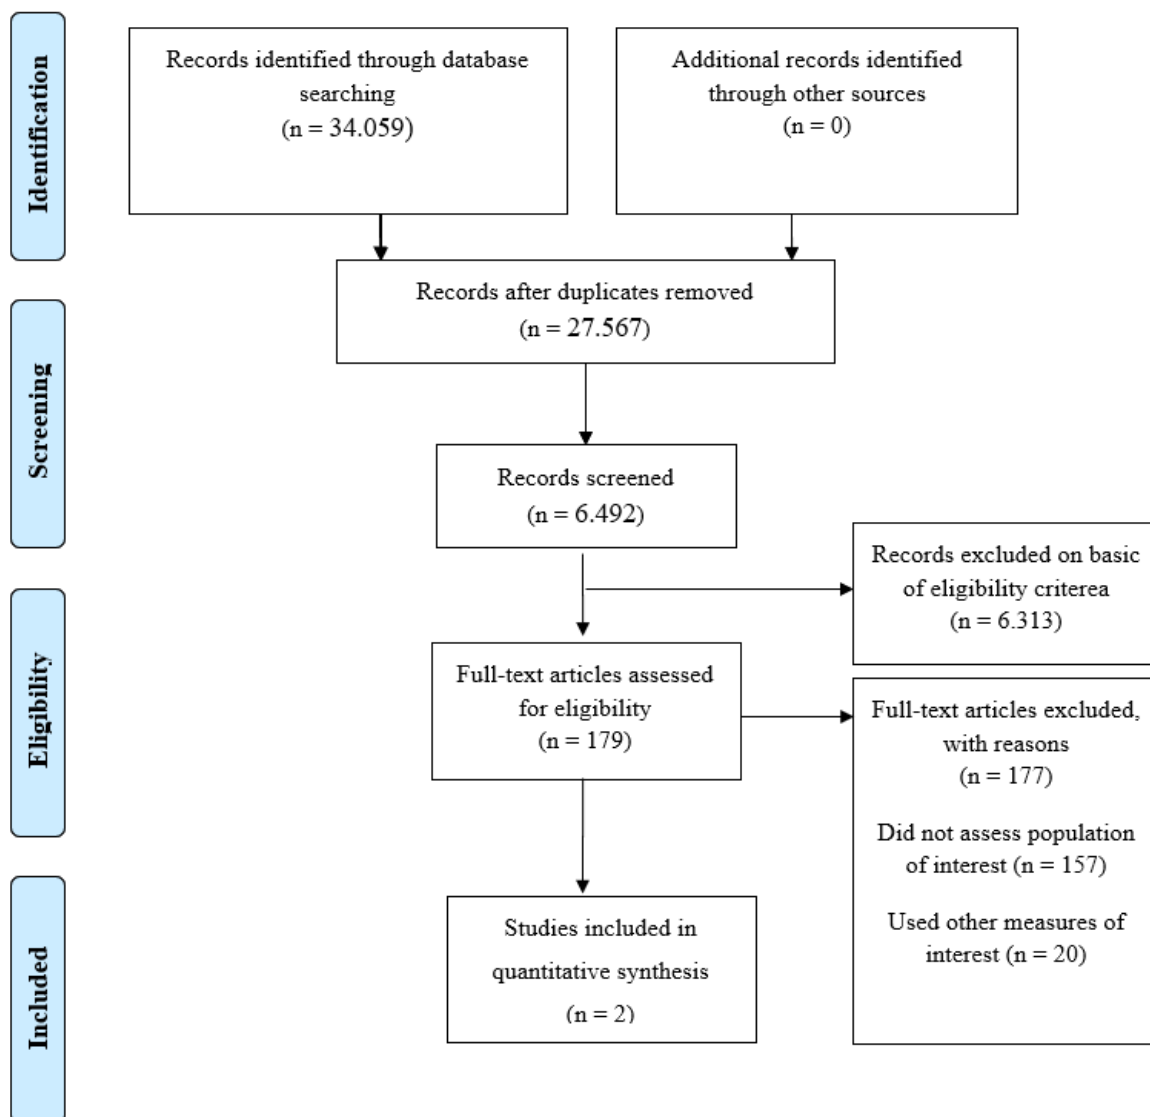 Identification
Records identified through database
searching
(n = 34.059)
Additional records identified
through other sources
(n = 0)
Records after duplicates removed
(n = 27.567)
Screening
Records screened
(n = 6.492)
Records excluded on basic
of eligibility criterea
(n = 6.313)
Eligibility
Full-text articles assessed
for eligibility
(n = 179)
Full-text articles excluded,
with reasons
(n = 177)
Did not assess population
of interest (n = 157)
Used other measures of
interest (n = 20)
Included
Studies included in
quantitative synthesis
(n = 2)